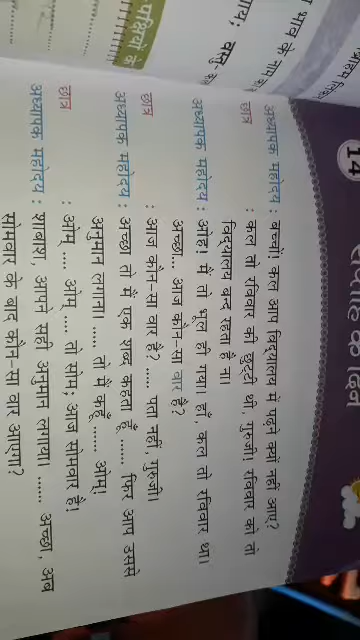 14
सप्ताह के दिन
अध्यापक महोदय : बच्चों! कल आप विद्यालय में पढ़ने क्यों नहीं आए?
छात्र : कल तो रविवार की छुट्टी थी, गुरुजी! रविवार को तो
विद्यालय बन्द रहता है ना।
अध्यापक महोदय : ओह! मैं तो भूल ही गया। हाँ, कल तो रविवार था।
अच्छा... आज कौन-सा वार है?
छात्र : आज कौन-सा वार है? ..... पता नहीं, गुरुजी।
अध्यापक महोदय : अच्छा तो मैं एक शब्द कहता हूँ ...... फिर आप उससे
अनुमान लगाना। ...... तो मैं कहूँ ...... ओम्!
छात्र : ओम् .... ओम् .... तो सोम; आज सोमवार है!
अध्यापक महोदय : शाबाश, आपने सही अनुमान लगाया। ...... अच्छा, अब
सोमवार के बाद कौन-सा वार आएगा?
भाव के नाम
पक्षियों के